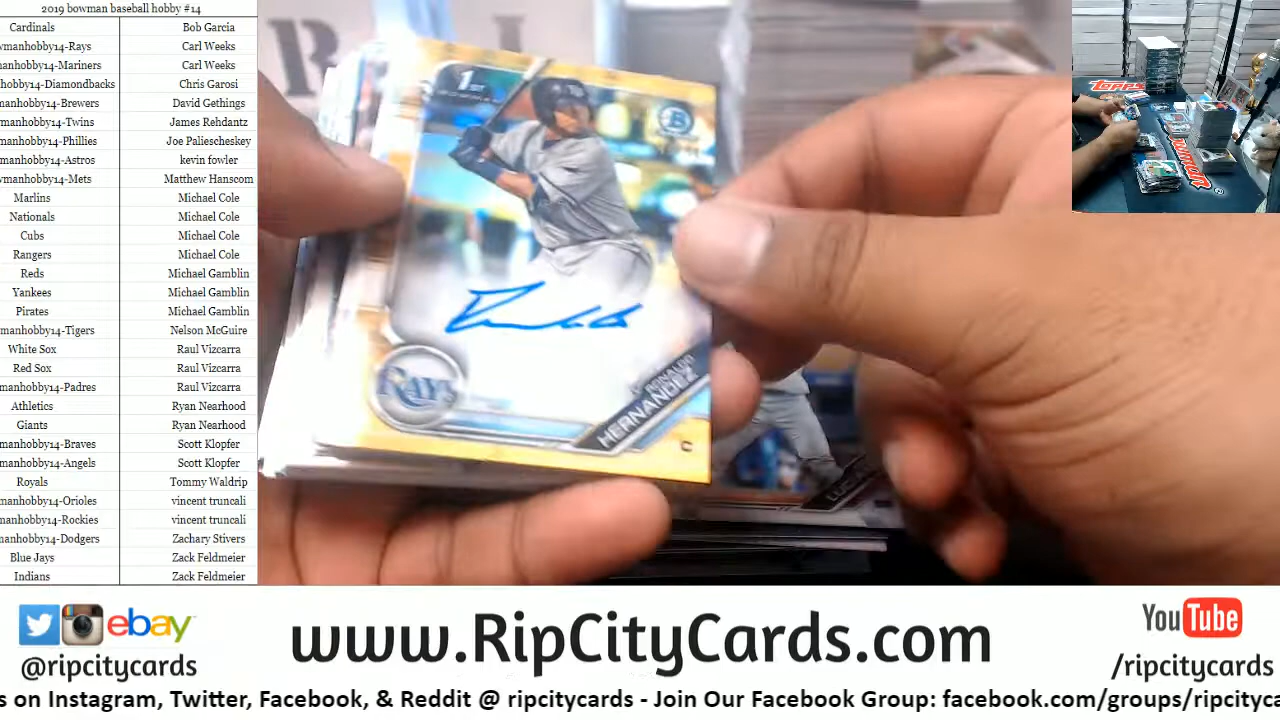 2019 bowman baseball hobby #14
Cardinals Bob Garcia
wmanhobby14-Rays Carl Weeks
manhobby14-Mariners Carl Weeks
hobby14-Diamondbacks Chris Garosi
manhobby14-Brewers David Gethings
manhobby14-Twins James Rehdantz
manhobby14-Phillies Joe Paliescheskey
manhobby14-Astros kevin fowler
wmanhobby14-Mets Matthew Hanscom
Marlins Michael Cole
Nationals Michael Cole
Cubs Michael Cole
Rangers Michael Cole
Reds Michael Gamblin
Yankees Michael Gamblin
Pirates Michael Gamblin
manhobby14-Tigers Nelson McGuire
White Sox Raul Vizcarra
Red Sox Raul Vizcarra
manhobby14-Padres Raul Vizcarra
Athletics Ryan Nearhood
Giants Ryan Nearhood
manhobby14-Braves Scott Klopfer
manhobby14-Angels Scott Klopfer
Royals Tommy Waldrip
manhobby14-Orioles vincent truncali
manhobby14-Rockies vincent truncali
manhobby14-Dodgers Zachary Stivers
Blue Jays Zack Feldmeier
Indians Zack Feldmeier
1ST
B
RAYS
RONALDO
HERNANDEZ
C
TOPPS
BOWMAN
ebay
@ripcitycards
www.RipCityCards.com
YouTube
/ripcitycards
s on Instagram, Twitter, Facebook, & Reddit @ ripcitycards - Join Our Facebook Group: facebook.com/groups/ripcityca